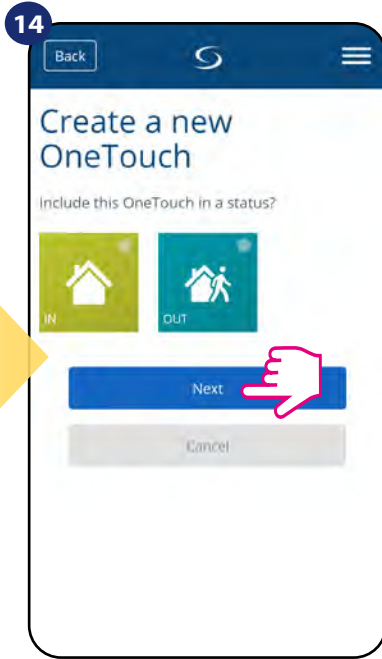 14
Back
Create a new
OneTouch
Include this OneTouch in a status?
IN OUT
Next
Cancel